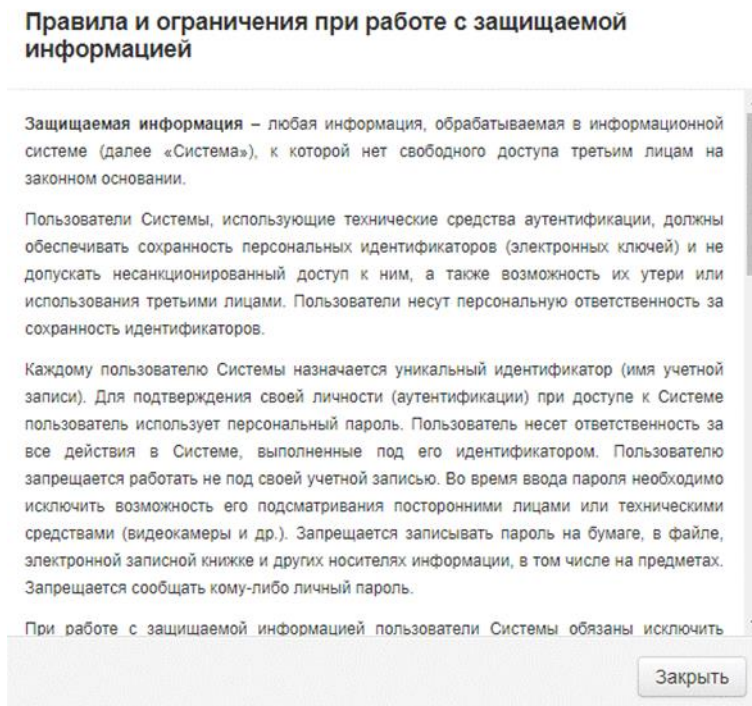 Правила и ограничения при работе с защищаемой
информацией
Защищаемая информация – любая информация, обрабатываемая в информационной
системе (далее «Система»), к которой нет свободного доступа третьим лицам на
законном основании.
Пользователи Системы, использующие технические средства аутентификации, должны
обеспечивать сохранность персональных идентификаторов (электронных ключей) и не
допускать несанкционированный доступ к ним, а также возможность их утери или
использования третьими лицами. Пользователи несут персональную ответственность за
сохранность идентификаторов.
Каждому пользователю Системы назначается уникальный идентификатор (имя учетной
записи). Для подтверждения своей личности (аутентификации) при доступе к Системе
пользователь использует персональный пароль. Пользователь несет ответственность за
все действия в Системе, выполненные под его идентификатором. Пользователю
запрещается работать не под своей учетной записью. Во время ввода пароля необходимо
исключить возможность его подсматривания посторонними лицами или техническими
средствами (видеокамеры и др.). Запрещается записывать пароль на бумаге, в файле,
электронной записной книжке и других носителях информации, в том числе на предметах.
Запрещается сообщать кому-либо личный пароль.
При работе с защищаемой информацией пользователи Системы обязаны исключить
Закрыть